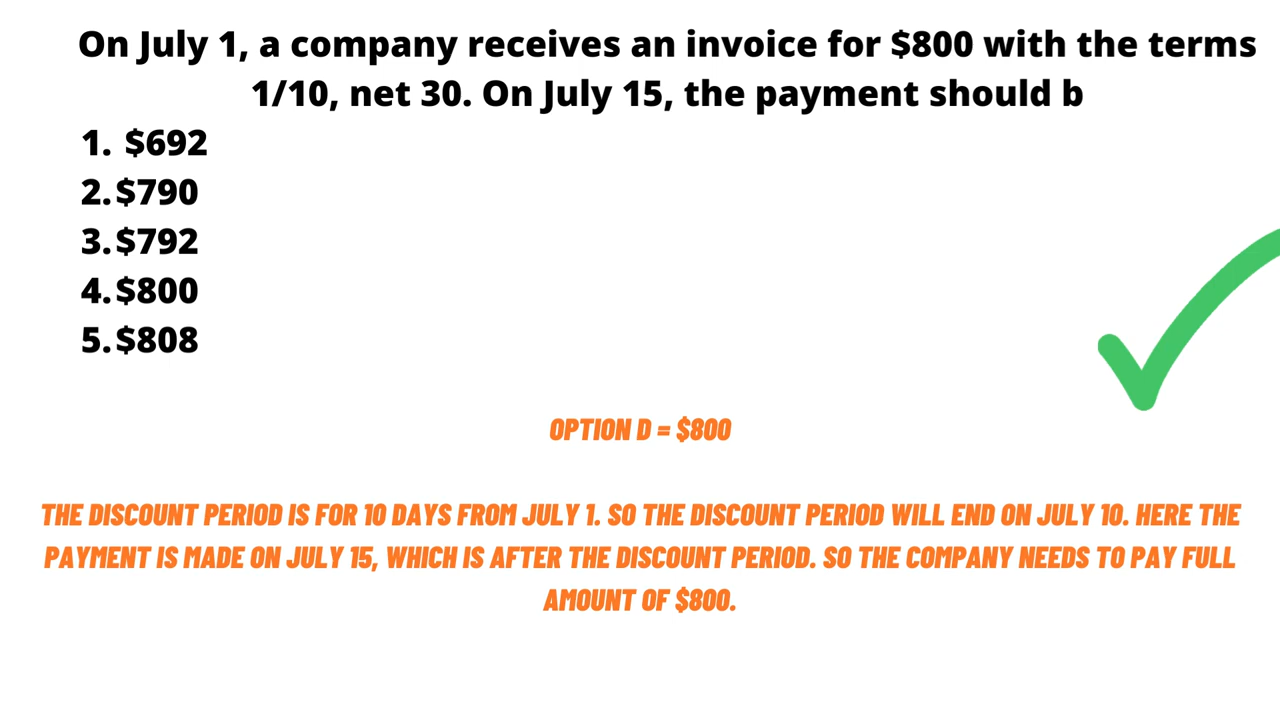 On July 1, a company receives an invoice for $800 with the terms
1/10, net 30. On July 15, the payment should b
1. $692
2. $790
3. $792
4. $800
5. $808
OPTION D = $800
THE DISCOUNT PERIOD IS FOR 10 DAYS FROM JULY 1. SO THE DISCOUNT PERIOD WILL END ON JULY 10. HERE THE
PAYMENT IS MADE ON JULY 15, WHICH IS AFTER THE DISCOUNT PERIOD. SO THE COMPANY NEEDS TO PAY FULL
AMOUNT OF $800.